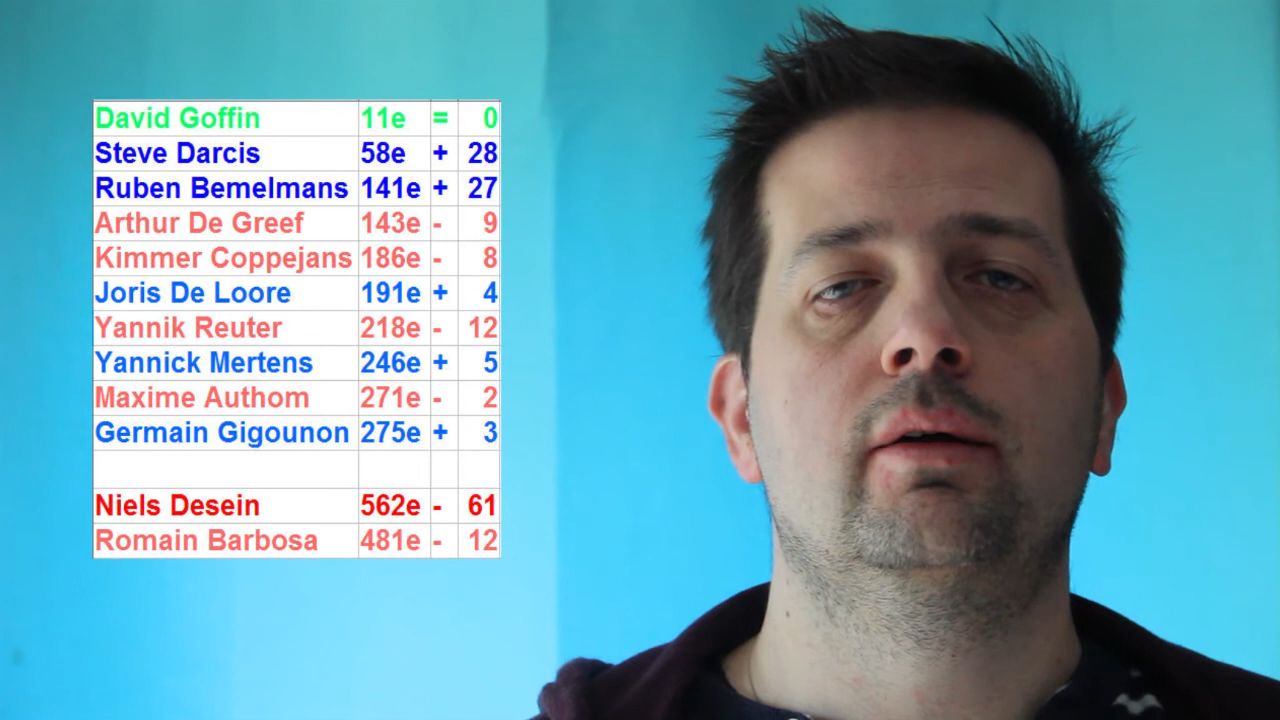 David Goffin 11e = 0
Steve Darcis 58e + 28
Ruben Bemelmans 141e + 27
Arthur De Greef 143e - 9
Kimmer Coppejans 186e - 8
Joris De Loore 191e + 4
Yannik Reuter 218e - 12
Yannick Mertens 246e + 5
Maxime Authom 271e - 2
Germain Gigounon 275e + 3
Niels Desein 562e - 61
Romain Barbosa 481e - 12